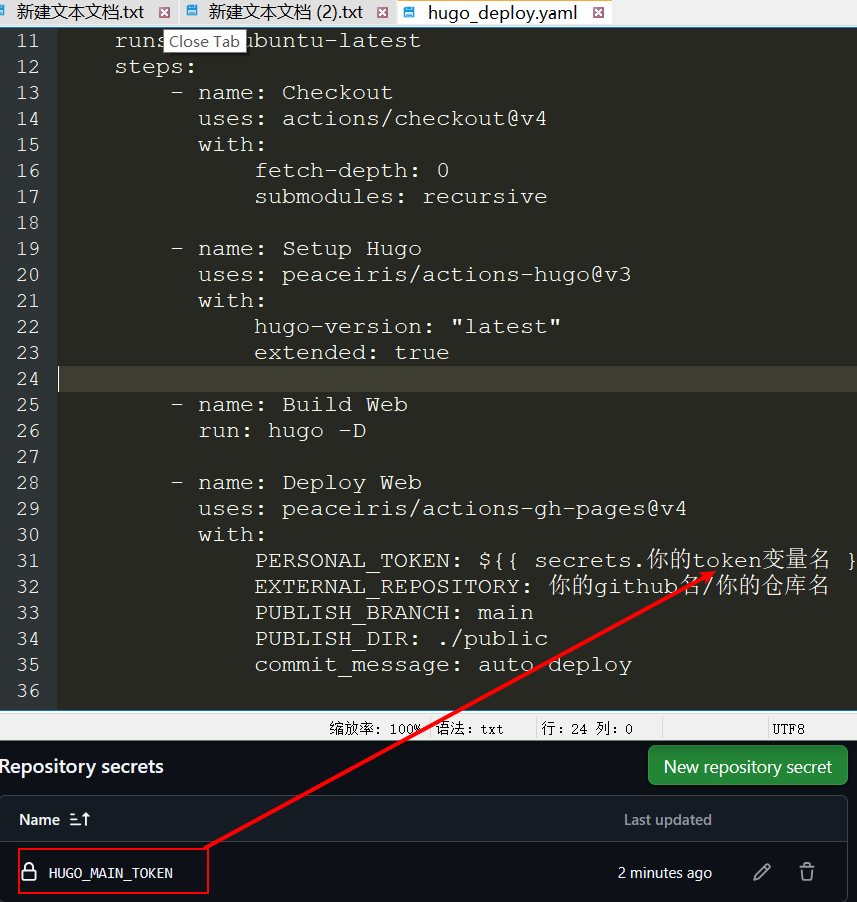 新建文本文档.txt 新建文本文档 (2).txt hugo_deploy.yaml
Close Tab
11 runs ubuntu-latest
12 steps:
13 - name: Checkout
14 uses: actions/checkout@v4
15 with:
16 fetch-depth: 0
17 submodules: recursive
18
19 - name: Setup Hugo
20 uses: peaceiris/actions-hugo@v3
21 with:
22 hugo-version: "latest"
23 extended: true
24
25 - name: Build Web
26 run: hugo -D
27
28 - name: Deploy Web
29 uses: peaceiris/actions-gh-pages@v4
30 with:
31 PERSONAL_TOKEN: ${{ secrets.你的token变量名 }
32 EXTERNAL_REPOSITORY: 你的github名/你的仓库名
33 PUBLISH_BRANCH: main
34 PUBLISH_DIR: ./public
35 commit_message: auto deploy
36
缩放率: 100% 语法: txt 行: 24 列: 0 UTF8
Repository secrets New repository secret
Name Last updated
HUGO_MAIN_TOKEN 2 minutes ago